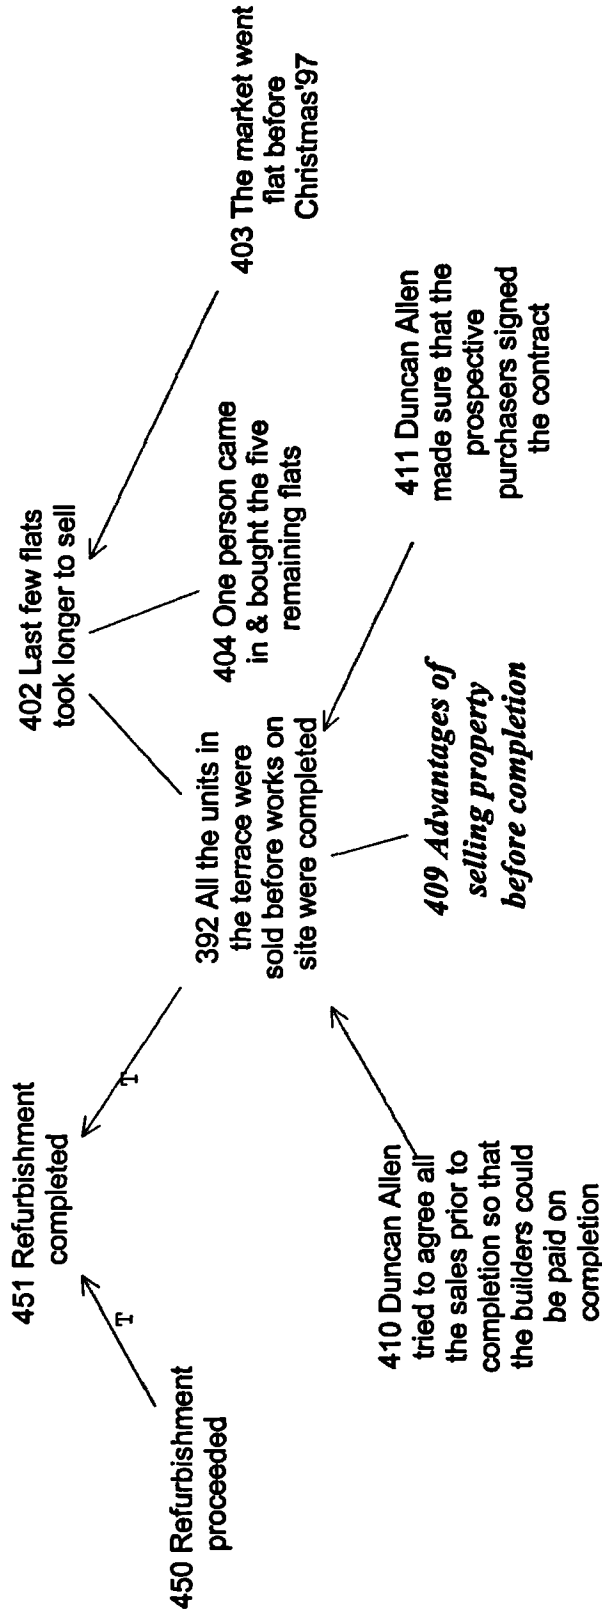 451 Refurbishment
completed
T
T
450 Refurbishment
proceeded
402 Last few flats
took longer to sell
403 The market went
flat before
Christmas'97
404 One person came
in & bought the five
remaining flats
392 All the units in
the terrace were
sold before works on
site were completed
411 Duncan Allen
made sure that the
prospective
purchasers signed
the contract
409 Advantages of
selling property
before completion
410 Duncan Allen
tried to agree all
the sales prior to
completion so that
the builders could
be paid on
completion